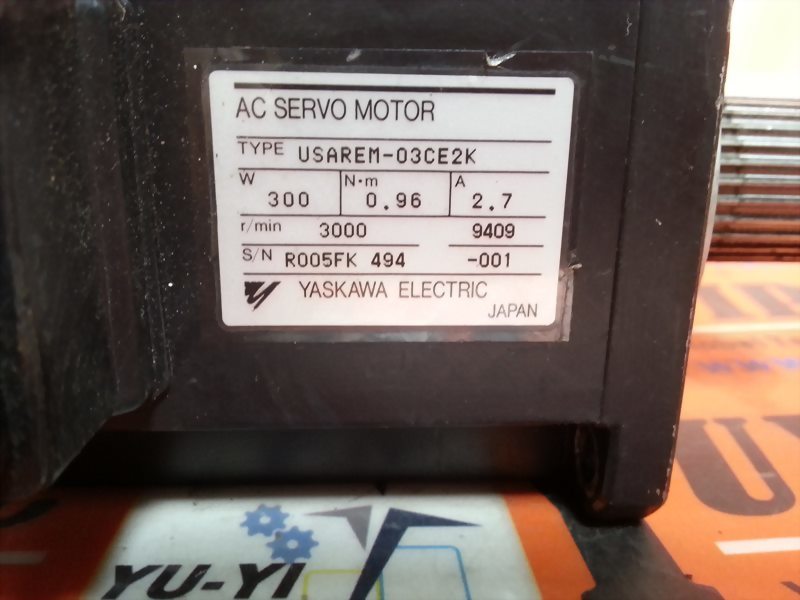 AC SERVO MOTOR
TYPE USAREM-03CE2K
W 300 N·m 0.96 A 2.7
r/min 3000 9409
S/N R005FK 494 -001
YASKAWA ELECTRIC
JAPAN
YU-YI